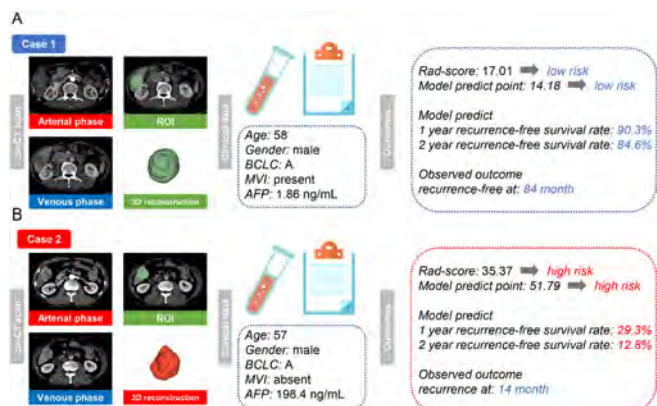 A
Case 1
Arterial phase
ROI
Venous phase
3D reconstruction
Clinical data
Age: 58
Gender: male
BCLC: A
MVI: present
AFP: 1.86 ng/mL
Outcomes
Rad-score: 17.01 low risk
Model predict point: 14.18 low risk
Model predict
1 year recurrence-free survival rate: 90.3%
2 year recurrence-free survival rate: 84.6%
Observed outcome
recurrence-free at: 84 month
B
Case 2
Arterial phase
ROI
Venous phase
3D reconstruction
Clinical data
Age: 57
Gender: male
BCLC: A
MVI: absent
AFP: 198.4 ng/mL
Outcomes
Rad-score: 35.37 high risk
Model predict point: 51.79 high risk
Model predict
1 year recurrence-free survival rate: 29.3%
2 year recurrence-free survival rate: 12.8%
Observed outcome
recurrence at: 14 month